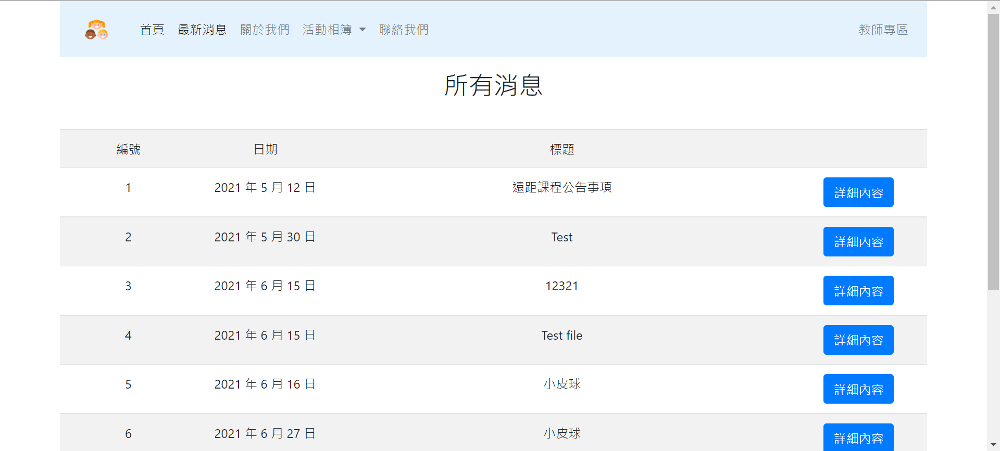 首頁 最新消息 關於我們 活動相簿 聯絡我們 教師專區
所有消息
編號 日期 標題
1 2021 年 5 月 12 日 遠距課程公告事項 詳細內容
2 2021 年 5 月 30 日 Test 詳細內容
3 2021 年 6 月 15 日 12321 詳細內容
4 2021 年 6 月 15 日 Test file 詳細內容
5 2021 年 6 月 16 日 小皮球 詳細內容
6 2021 年 6 月 27 日 小皮球 詳細內容